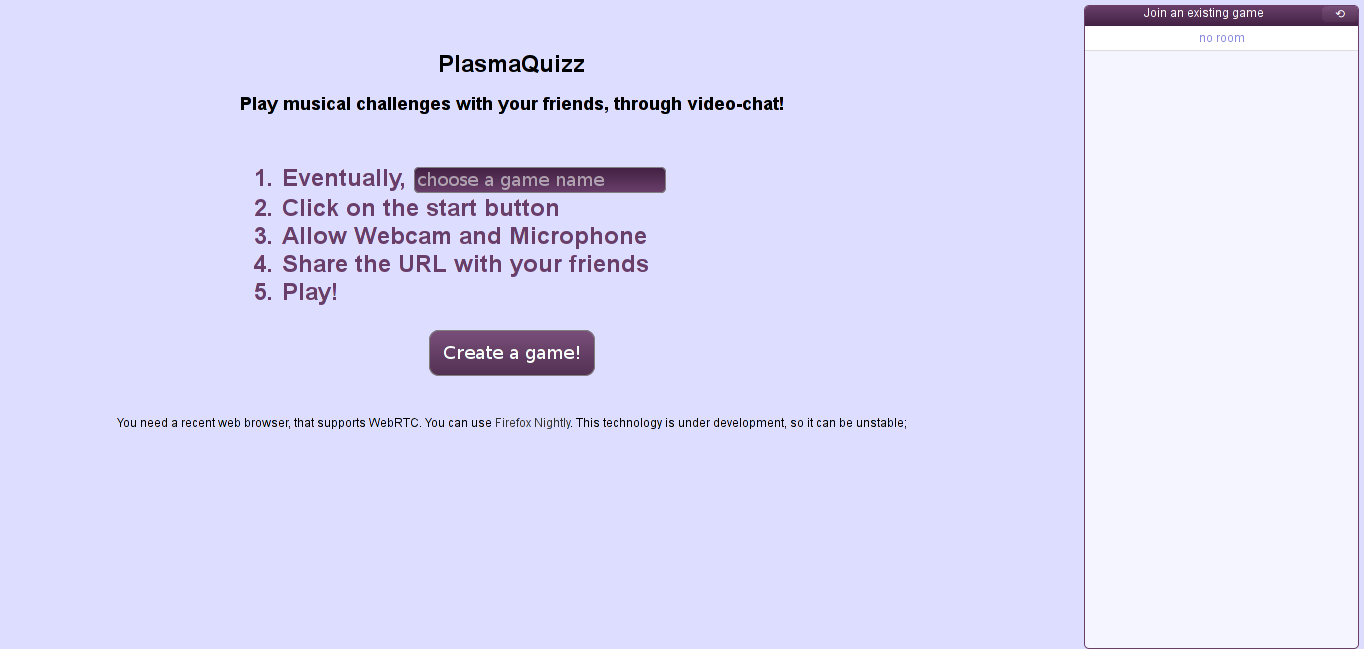 PlasmaQuizz
Play musical challenges with your friends, through video-chat!
1. Eventually, choose a game name
2. Click on the start button
3. Allow Webcam and Microphone
4. Share the URL with your friends
5. Play!
Create a game!
You need a recent web browser, that supports WebRTC. You can use Firefox Nightly. This technology is under development, so it can be unstable;
Join an existing game ⟲
no room